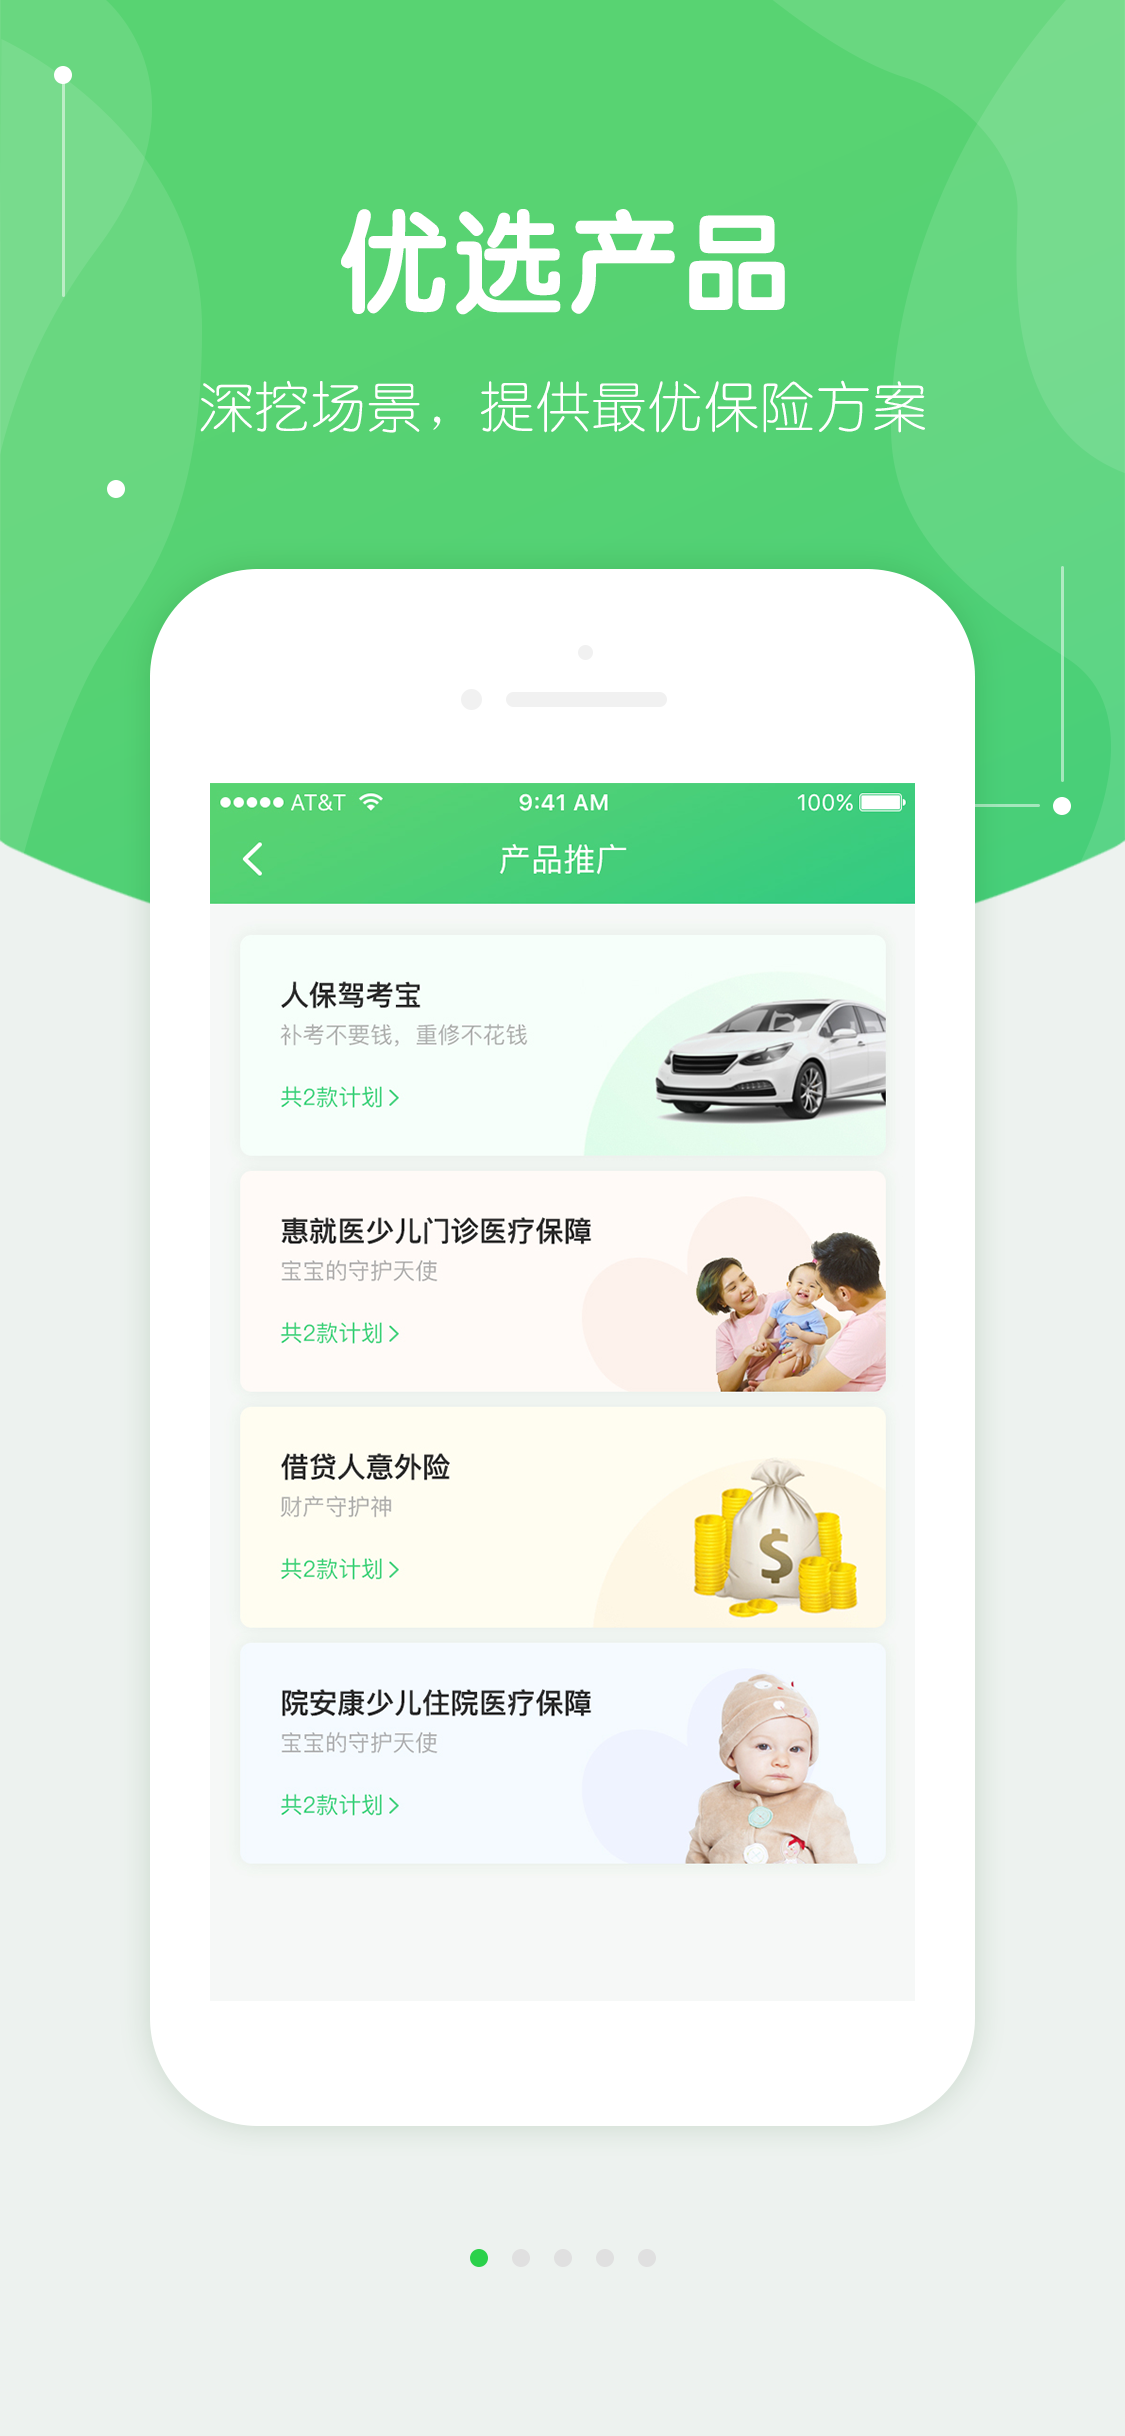 优选产品
深挖场景，提供最优保险方案
AT&T 9:41 AM 100%
产品推广
人保驾考宝
补考不要钱，重修不花钱
共2款计划
惠就医少儿门诊医疗保障
宝宝的守护天使
共2款计划
借贷人意外险
财产守护神
共2款计划
$
院安康少儿住院医疗保障
宝宝的守护天使
共2款计划